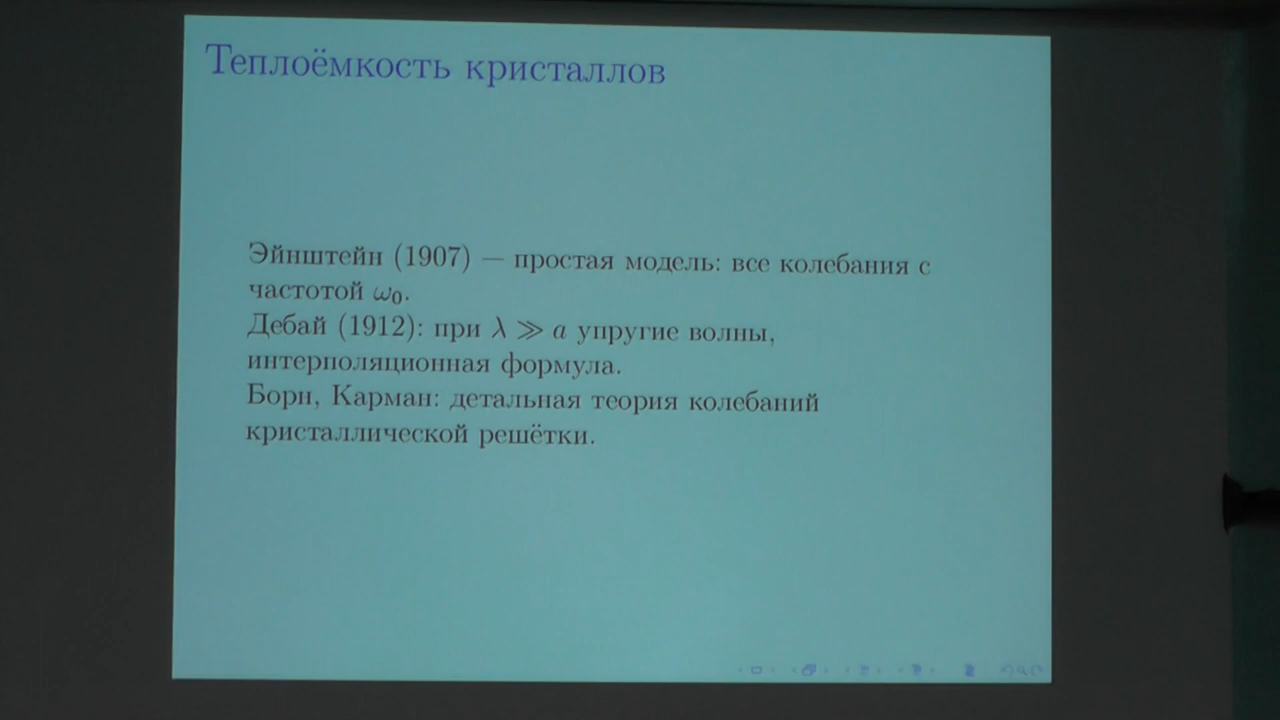 Теплоёмкость кристаллов
Эйнштейн (1907) — простая модель: все колебания с
частотой ω₀.
Дебай (1912): при λ ≫ a упругие волны,
интерполяционная формула.
Борн, Карман: детальная теория колебаний
кристаллической решётки.